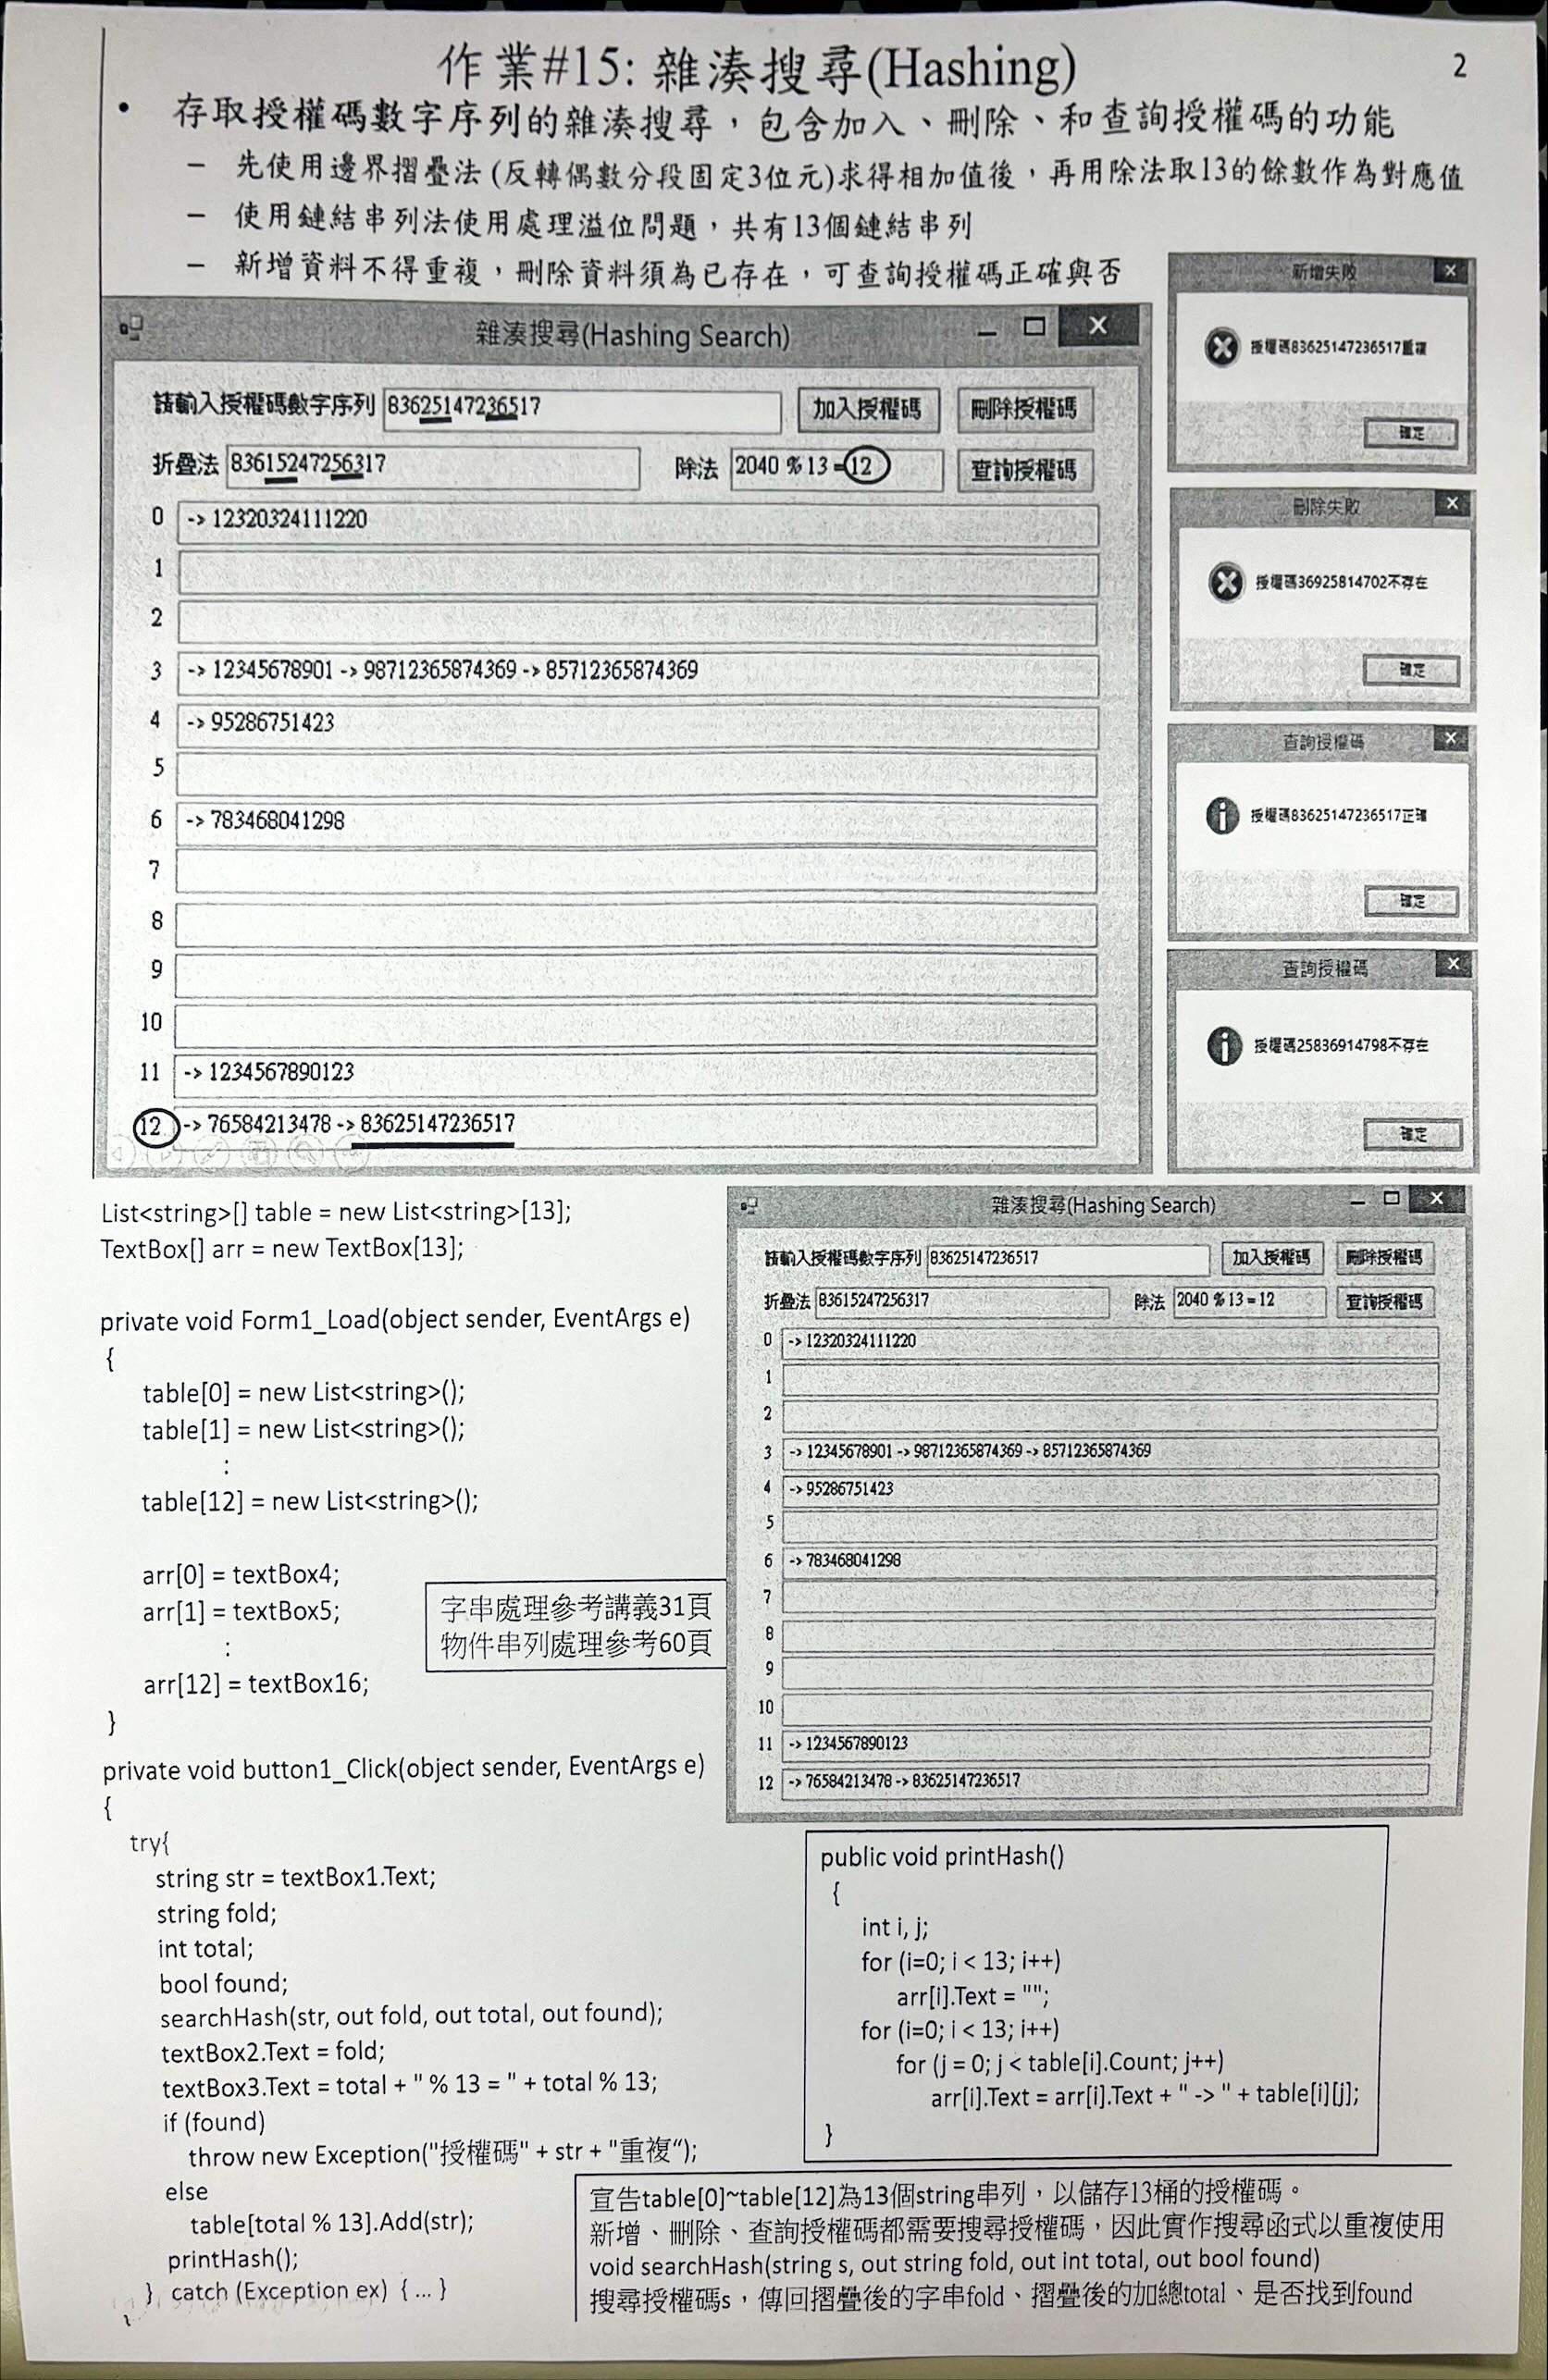 作業#15: 雜湊搜尋(Hashing)
2
• 存取授權碼數字序列的雜湊搜尋，包含加入、刪除、和查詢授權碼的功能
– 先使用邊界摺疊法 (反轉偶數分段固定3位元)求得相加值後，再用除法取13的餘數作為對應值
– 使用鏈結串列法使用處理溢位問題，共有13個鏈結串列
– 新增資料不得重複，刪除資料須為已存在，可查詢授權碼正確與否
雜湊搜尋(Hashing Search)
請輸入授權碼數字序列 83625147236517 加入授權碼 刪除授權碼
折疊法 83615247256317 除法 2040 % 13 = 12 查詢授權碼
0 -> 12320324111220
1
2
3 -> 12345678901 -> 98712365874369 -> 85712365874369
4 -> 95286751423
5
6 -> 783468041298
7
8
9
10
11 -> 1234567890123
12 -> 76584213478 -> 83625147236517
新增失敗
授權碼83625147236517重複
確定
刪除失敗
授權碼36925814702不存在
確定
查詢授權碼
授權碼83625147236517正確
確定
查詢授權碼
授權碼25836914798不存在
確定
List<string>[] table = new List<string>[13];
TextBox[] arr = new TextBox[13];
private void Form1_Load(object sender, EventArgs e)
{
table[0] = new List<string>();
table[1] = new List<string>();
:
table[12] = new List<string>();
arr[0] = textBox4;
arr[1] = textBox5;
:
arr[12] = textBox16;
}
字串處理參考講義31頁
物件串列處理參考60頁
雜湊搜尋(Hashing Search)
請輸入授權碼數字序列 83625147236517 加入授權碼 刪除授權碼
折疊法 83615247256317 除法 2040 % 13 = 12 查詢授權碼
0 -> 12320324111220
1
2
3 -> 12345678901 -> 98712365874369 -> 85712365874369
4 -> 95286751423
5
6 -> 783468041298
7
8
9
10
11 -> 1234567890123
12 -> 76584213478 -> 83625147236517
private void button1_Click(object sender, EventArgs e)
{
try{
string str = textBox1.Text;
string fold;
int total;
bool found;
searchHash(str, out fold, out total, out found);
textBox2.Text = fold;
textBox3.Text = total + " % 13 = " + total % 13;
if (found)
throw new Exception("授權碼" + str + "重複“);
else
table[total % 13].Add(str);
printHash();
} catch (Exception ex) { ... }
}
public void printHash()
{
int i, j;
for (i=0; i < 13; i++)
arr[i].Text = "";
for (i=0; i < 13; i++)
for (j = 0; j < table[i].Count; j++)
arr[i].Text = arr[i].Text + " -> " + table[i][j];
}
宣告table[0]~table[12]為13個string串列，以儲存13桶的授權碼。
新增、刪除、查詢授權碼都需要搜尋授權碼，因此實作搜尋函式以重複使用
void searchHash(string s, out string fold, out int total, out bool found)
搜尋授權碼s，傳回摺疊後的字串fold、摺疊後的加總total、是否找到found